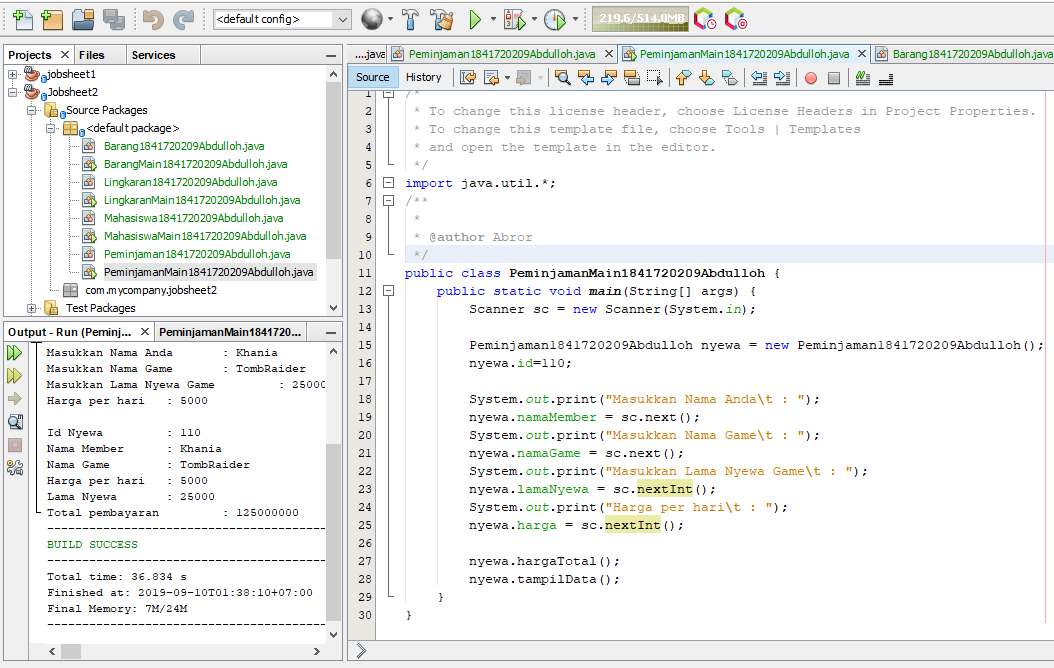 <default config>
219.6/514.0MB
Projects
Files
Services
jobsheet1
Jobsheet2
Source Packages
<default package>
Barang1841720209Abdulloh.java
BarangMain1841720209Abdulloh.java
Lingkaran1841720209Abdulloh.java
LingkaranMain1841720209Abdulloh.java
Mahasiswa1841720209Abdulloh.java
MahasiswaMain1841720209Abdulloh.java
Peminjaman1841720209Abdulloh.java
PeminjamanMain1841720209Abdulloh.java
com.mycompany.jobsheet2
Test Packages
Output - Run (Peminj...
PeminjamanMain1841720...
Masukkan Nama Anda : Khania
Masukkan Nama Game : TombRaider
Masukkan Lama Nyewa Game : 25000
Harga per hari : 5000
Id Nyewa : 110
Nama Member : Khania
Nama Game : TombRaider
Harga per hari : 5000
Lama Nyewa : 25000
Total pembayaran : 125000000
------------------------------------
BUILD SUCCESS
------------------------------------
Total time: 36.834 s
Finished at: 2019-09-10T01:38:10+07:00
Final Memory: 7M/24M
------------------------------------
....java
Peminjaman1841720209Abdulloh.java
PeminjamanMain1841720209Abdulloh.java
Barang1841720209Abdulloh.java
Source
History
1 /*
2 * To change this license header, choose License Headers in Project Properties.
3 * To change this template file, choose Tools | Templates
4 * and open the template in the editor.
5 */
6 import java.util.*;
7 /**
8 *
9 * @author Abror
10 */
11 public class PeminjamanMain1841720209Abdulloh {
12 public static void main(String[] args) {
13 Scanner sc = new Scanner(System.in);
14
15 Peminjaman1841720209Abdulloh nyewa = new Peminjaman1841720209Abdulloh();
16 nyewa.id=110;
17
18 System.out.print("Masukkan Nama Anda\t : ");
19 nyewa.namaMember = sc.next();
20 System.out.print("Masukkan Nama Game\t : ");
21 nyewa.namaGame = sc.next();
22 System.out.print("Masukkan Lama Nyewa Game\t : ");
23 nyewa.lamaNyewa = sc.nextInt();
24 System.out.print("Harga per hari\t : ");
25 nyewa.harga = sc.nextInt();
26
27 nyewa.hargaTotal();
28 nyewa.tampilData();
29 }
30 }